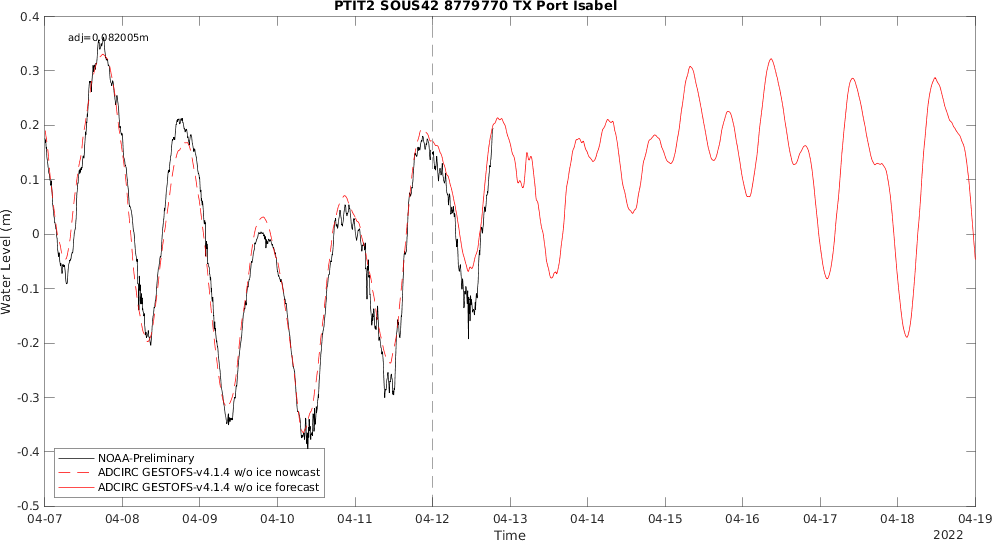 PTIT2 SOUS42 8779770 TX Port Isabel
adj=0.082005m
0.4
0.3
0.2
0.1
0
-0.1
-0.2
-0.3
-0.4
-0.5
Water Level (m)
NOAA-Preliminary
ADCIRC GESTOFS-v4.1.4 w/o ice nowcast
ADCIRC GESTOFS-v4.1.4 w/o ice forecast
04-07 04-08 04-09 04-10 04-11 04-12 04-13 04-14 04-15 04-16 04-17 04-18 04-19
Time
2022